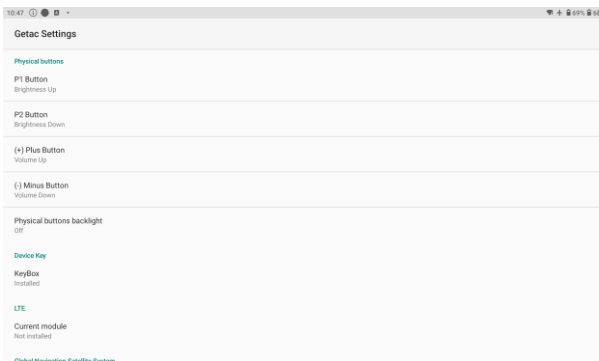 10:47
69% 68
Getac Settings
Physical buttons
P1 Button
Brightness Up
P2 Button
Brightness Down
(+) Plus Button
Volume Up
(-) Minus Button
Volume Down
Physical buttons backlight
Off
Device Key
KeyBox
Installed
LTE
Current module
Not installed
Global Navigation Satellite System